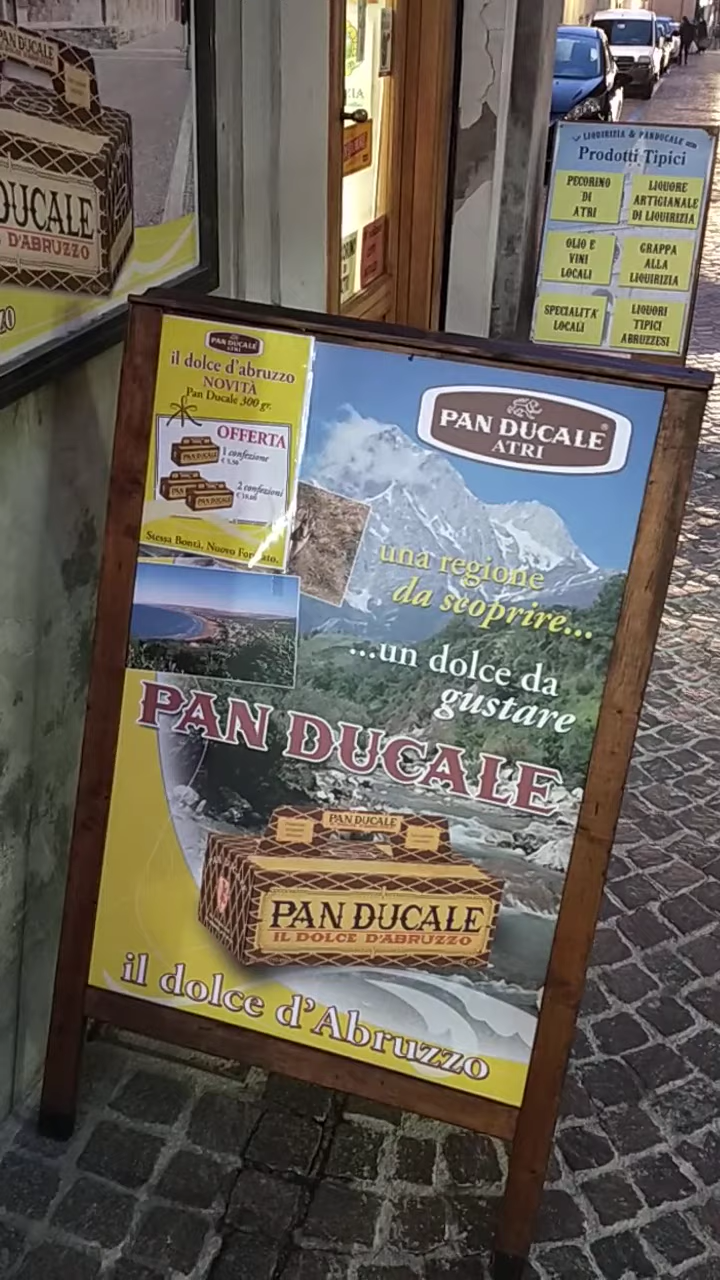 PAN DUCALE
DUCALE
D'ABRUZZO
LIQUIRIZIA & PANDUCALE
Prodotti Tipici
PECORINO
DI
ATRI
LIQUORE
ARTIGIANALE
DI LIQUIRIZIA
OLIO E
VINI
LOCALI
GRAPPA
ALLA
LIQUIRIZIA
SPECIALITA'
LOCALI
LIQUORI
TIPICI
ABRUZZESI
PAN DUCALE
ATRI
il dolce d'abruzzo
NOVITÀ
Pan Ducale 300 gr.
OFFERTA
1 confezione
2 confezioni
Stessa Bontà, Nuovo Formato.
PAN DUCALE
ATRI
una regione
da scoprire...
...un dolce da
gustare
PAN DUCALE
PAN DUCALE
PAN DUCALE
IL DOLCE D'ABRUZZO
il dolce d'Abruzzo